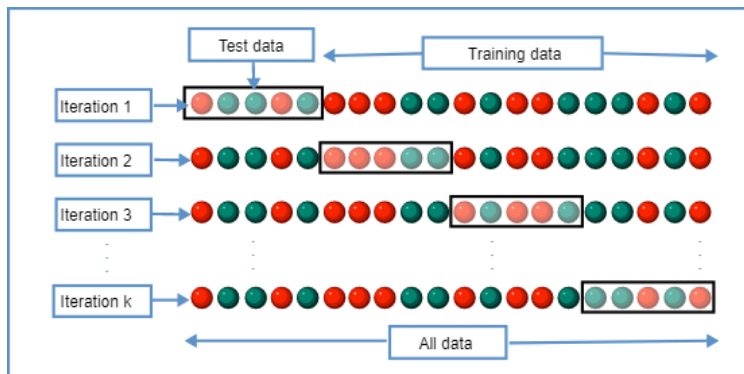 Test data
Training data
Iteration 1
Iteration 2
Iteration 3
Iteration k
All data